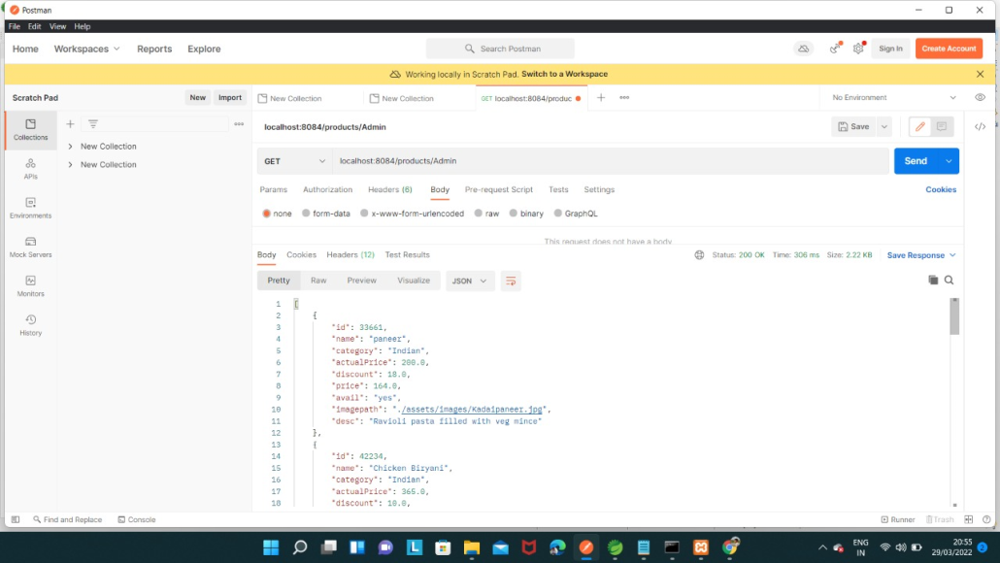 Postman
File Edit View Help
Home Workspaces Reports Explore Search Postman Sign In Create Account
Working locally in Scratch Pad. Switch to a Workspace
Scratch Pad New Import New Collection New Collection GET localhost:8084/produc No Environment
Collections
APIs
Environments
Mock Servers
Monitors
History
New Collection
New Collection
localhost:8084/products/Admin Save
GET localhost:8084/products/Admin Send
Params Authorization Headers (6) Body Pre-request Script Tests Settings Cookies
none form-data x-www-form-urlencoded raw binary GraphQL
This request does not have a body
Body Cookies Headers (12) Test Results Status: 200 OK Time: 306 ms Size: 2.22 KB Save Response
Pretty Raw Preview Visualize JSON
1 [
2 {
3 "id": 33661,
4 "name": "paneer",
5 "category": "Indian",
6 "actualPrice": 200.0,
7 "discount": 18.0,
8 "price": 164.0,
9 "avail": "yes",
10 "imagepath": "./assets/images/Kadaipaneer.jpg",
11 "desc": "Ravioli pasta filled with veg mince"
12 },
13 {
14 "id": 42234,
15 "name": "Chicken Biryani",
16 "category": "Indian",
17 "actualPrice": 365.0,
18 "discount": 10.0,
Find and Replace Console Runner Trash
ENG
IN
20:55
29/03/2022
2